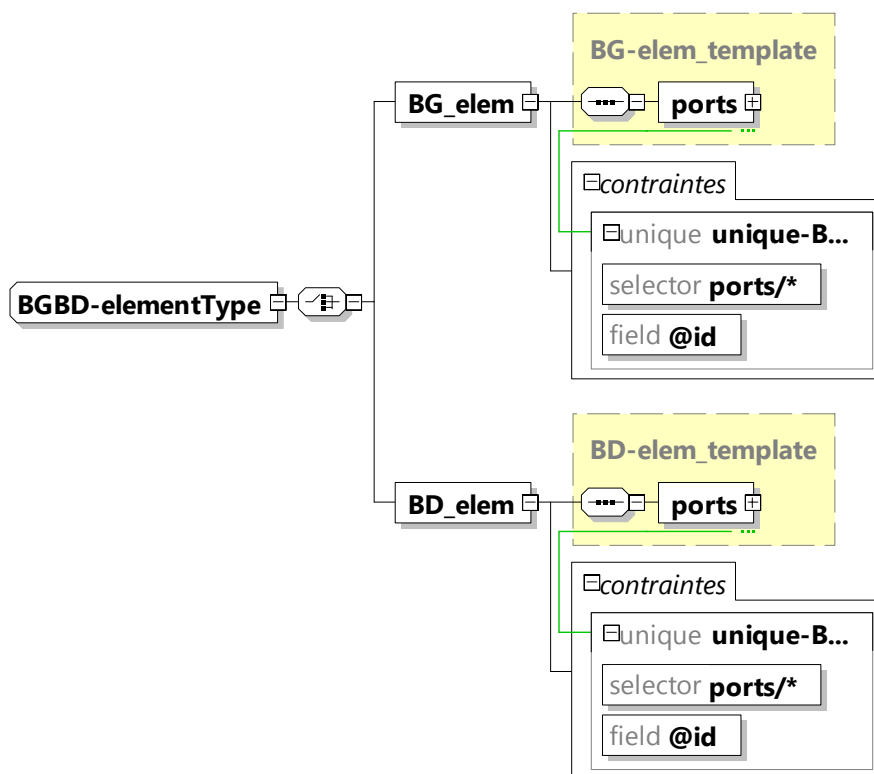 BG-elem_template
BG_elem
ports
contraintes
unique unique-B...
selector ports/*
field @id
BGBD-elementType
BD-elem_template
BD_elem
ports
contraintes
unique unique-B...
selector ports/*
field @id